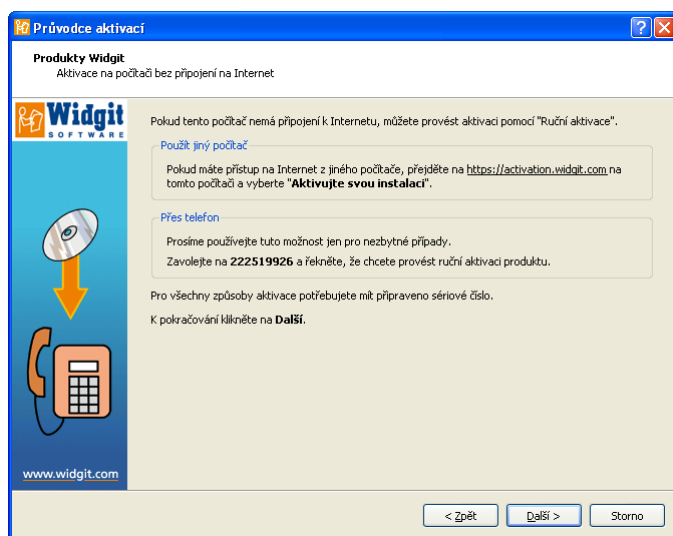 Průvodce aktivací
Produkty Widgit
Aktivace na počítači bez připojení na Internet
Widgit
SOFTWARE
Pokud tento počítač nemá připojení k Internetu, můžete provést aktivaci pomocí "Ruční aktivace".
Použít jiný počítač
Pokud máte přístup na Internet z jiného počítače, přejděte na https://activation.widgit.com na
tomto počítači a vyberte "Aktivujte svou instalaci".
Přes telefon
Prosíme používejte tuto možnost jen pro nezbytné případy.
Zavolejte na 222519926 a řekněte, že chcete provést ruční aktivaci produktu.
Pro všechny způsoby aktivace potřebujete mít připraveno sériové číslo.
K pokračování klikněte na Další.
www.widgit.com
< Zpět
Další >
Storno